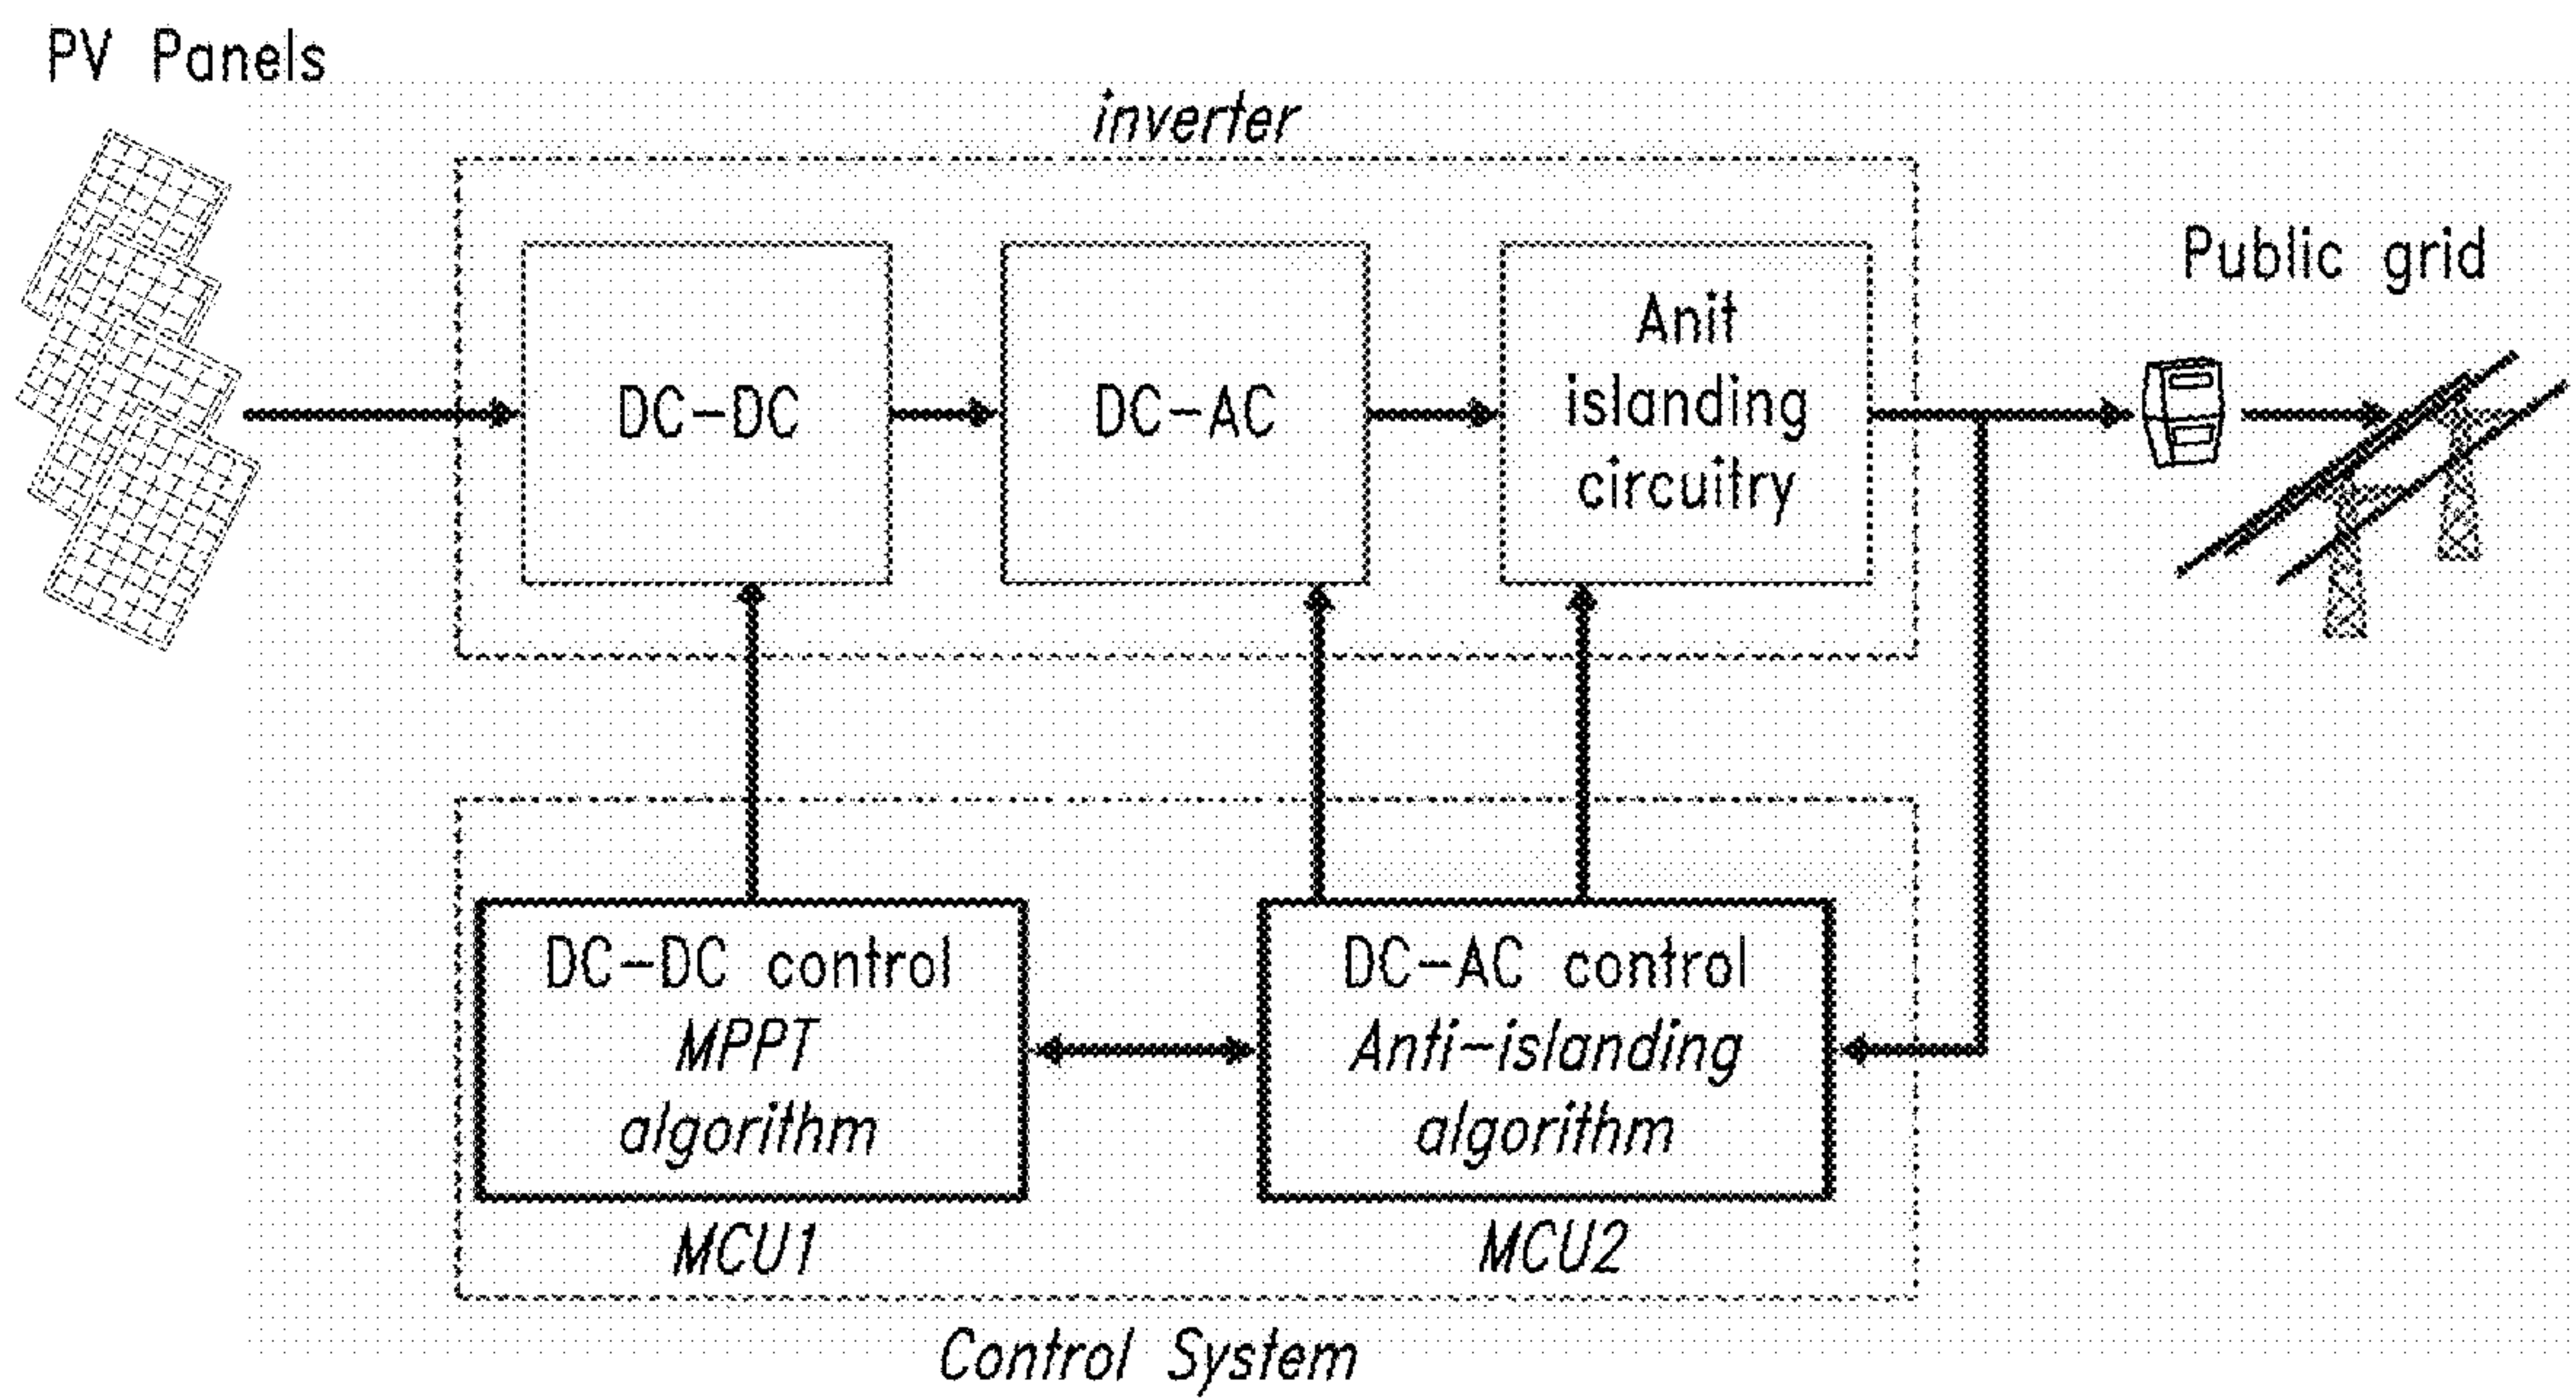 PV Panels
inverter
DC-DC
DC-AC
Anit
islanding
circuitry
Public grid
DC-DC control
MPPT
algorithm
MCU1
DC-AC control
Anti-islanding
algorithm
MCU2
Control System